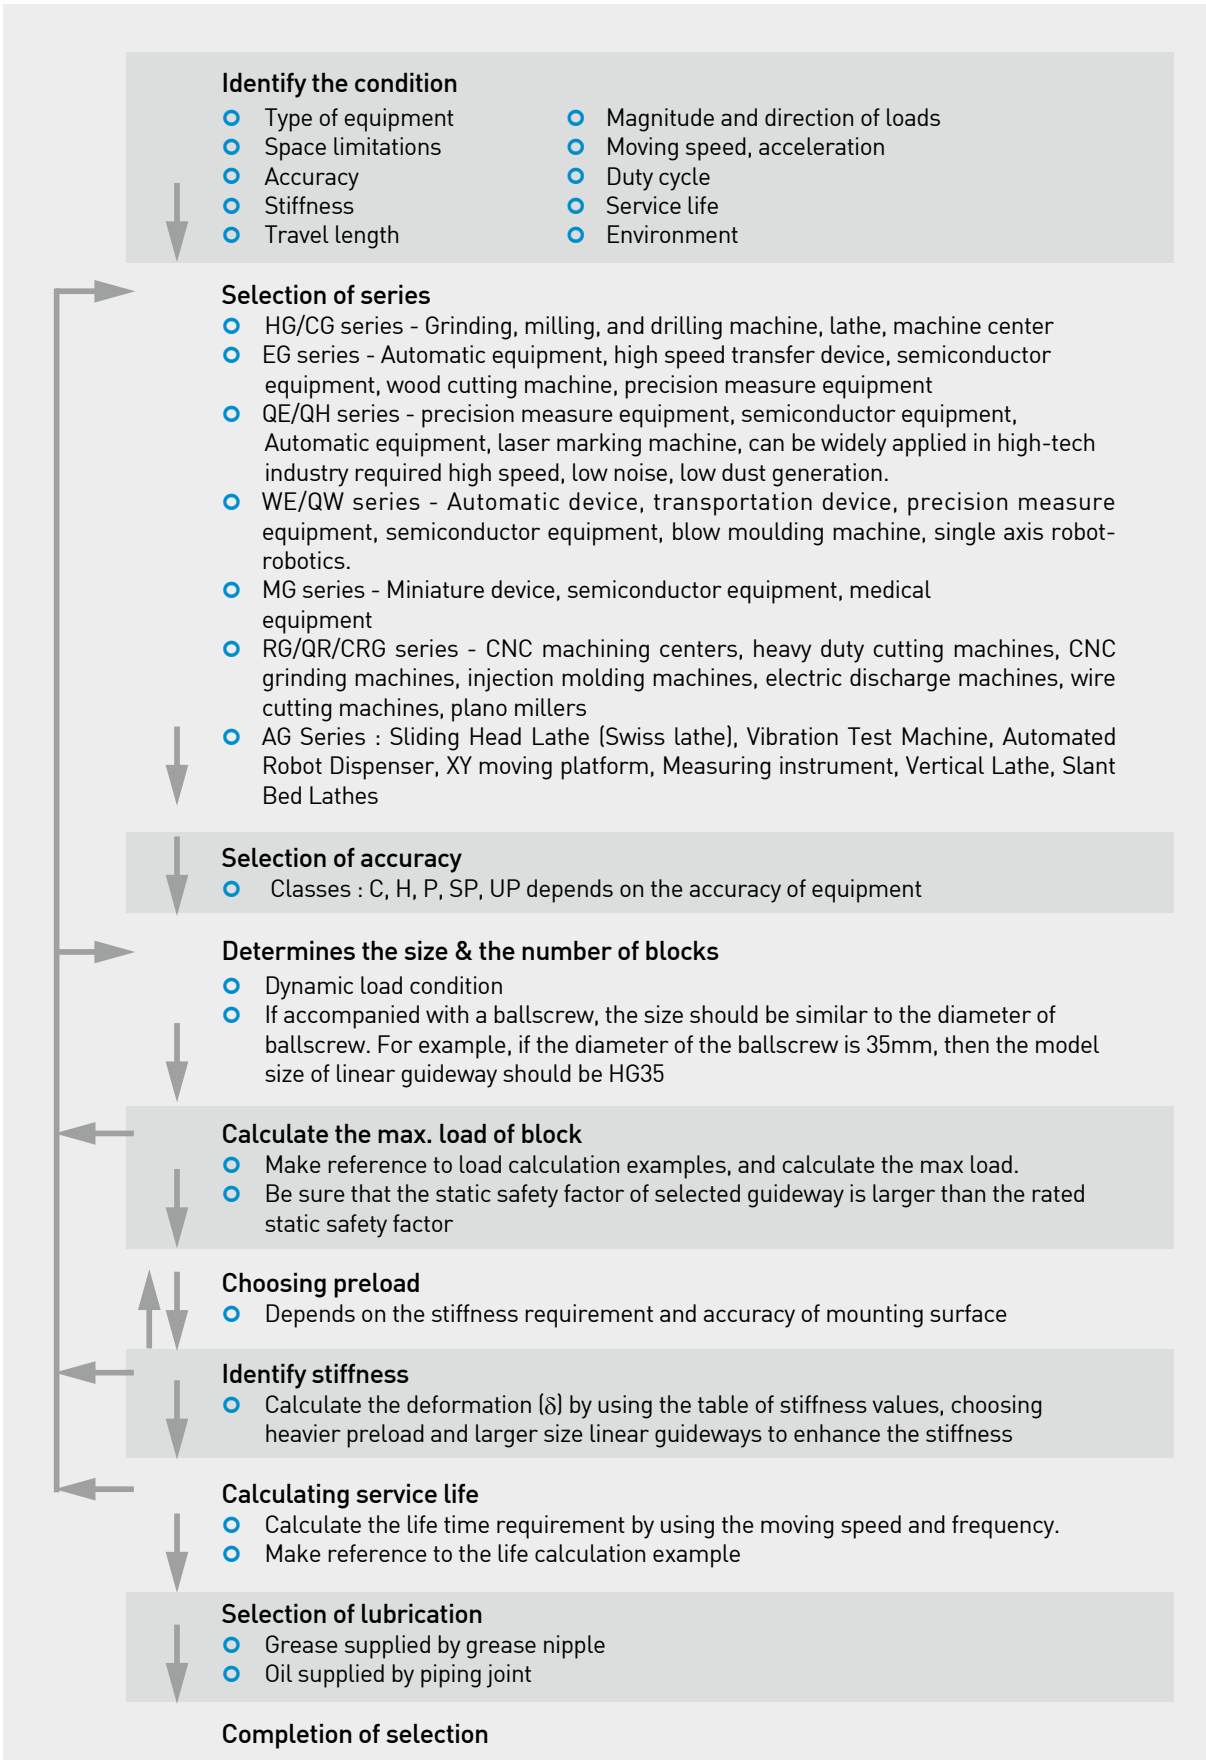 Identify the condition
Type of equipment
Space limitations
Accuracy
Stiffness
Travel length
Magnitude and direction of loads
Moving speed, acceleration
Duty cycle
Service life
Environment
Selection of series
HG/CG series - Grinding, milling, and drilling machine, lathe, machine center
EG series - Automatic equipment, high speed transfer device, semiconductor
equipment, wood cutting machine, precision measure equipment
QE/QH series - precision measure equipment, semiconductor equipment,
Automatic equipment, laser marking machine, can be widely applied in high-tech
industry required high speed, low noise, low dust generation.
WE/QW series - Automatic device, transportation device, precision measure
equipment, semiconductor equipment, blow moulding machine, single axis robot-
robotics.
MG series - Miniature device, semiconductor equipment, medical
equipment
RG/QR/CRG series - CNC machining centers, heavy duty cutting machines, CNC
grinding machines, injection molding machines, electric discharge machines, wire
cutting machines, plano millers
AG Series : Sliding Head Lathe (Swiss lathe), Vibration Test Machine, Automated
Robot Dispenser, XY moving platform, Measuring instrument, Vertical Lathe, Slant
Bed Lathes
Selection of accuracy
Classes : C, H, P, SP, UP depends on the accuracy of equipment
Determines the size & the number of blocks
Dynamic load condition
If accompanied with a ballscrew, the size should be similar to the diameter of
ballscrew. For example, if the diameter of the ballscrew is 35mm, then the model
size of linear guideway should be HG35
Calculate the max. load of block
Make reference to load calculation examples, and calculate the max load.
Be sure that the static safety factor of selected guideway is larger than the rated
static safety factor
Choosing preload
Depends on the stiffness requirement and accuracy of mounting surface
Identify stiffness
Calculate the deformation (δ) by using the table of stiffness values, choosing
heavier preload and larger size linear guideways to enhance the stiffness
Calculating service life
Calculate the life time requirement by using the moving speed and frequency.
Make reference to the life calculation example
Selection of lubrication
Grease supplied by grease nipple
Oil supplied by piping joint
Completion of selection